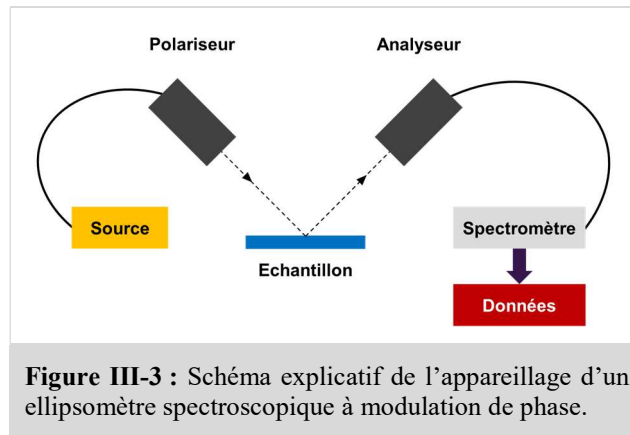 Polariseur
Analyseur
Source
Echantillon
Spectromètre
Données
Figure III-3 : Schéma explicatif de l’appareillage d’un
ellipsomètre spectroscopique à modulation de phase.